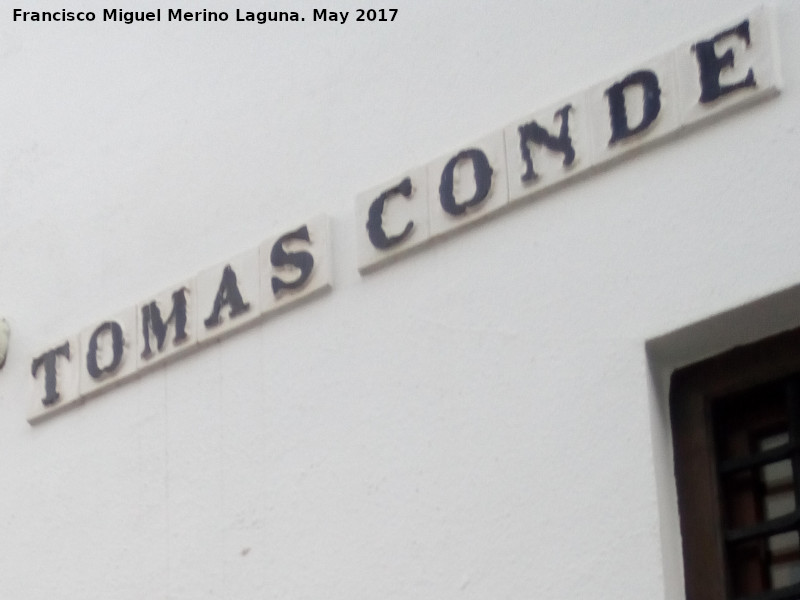 Francisco Miguel Merino Laguna. May 2017
TOMAS CONDE